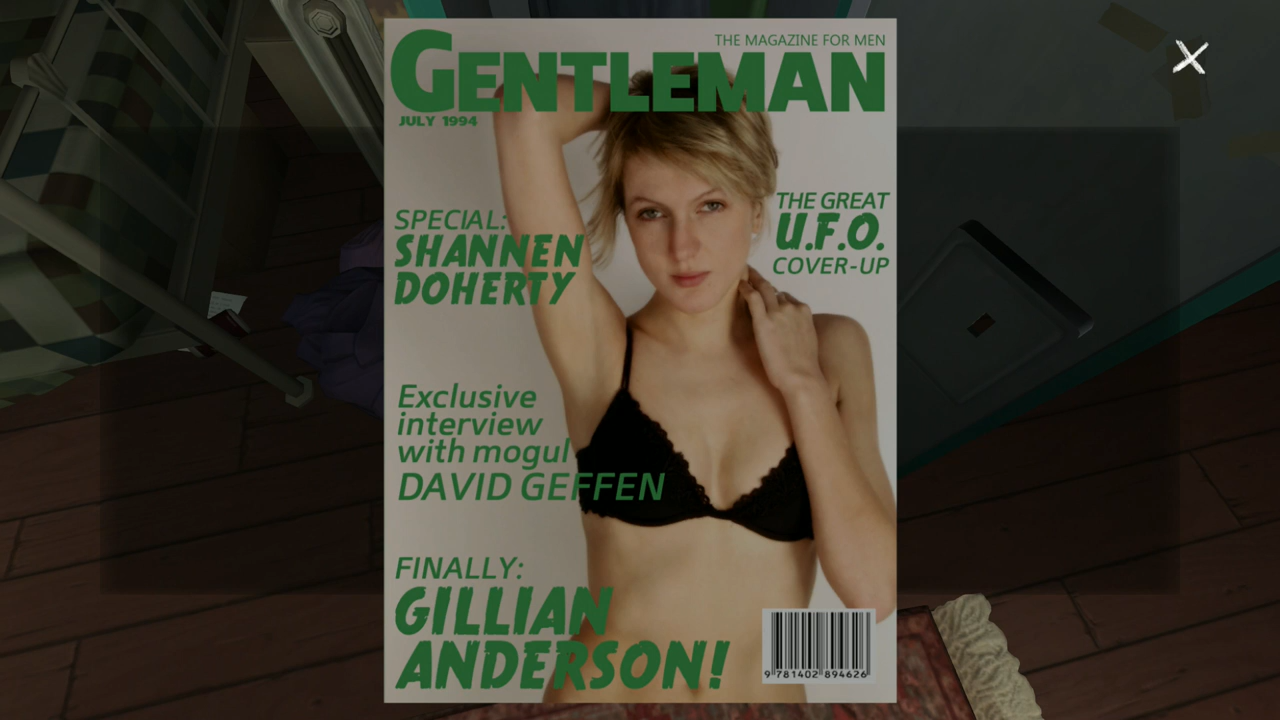 THE MAGAZINE FOR MEN
GENTLEMAN
JULY 1994
SPECIAL:
SHANNEN
DOHERTY
THE GREAT
U.F.O.
COVER-UP
Exclusive
interview
with mogul
DAVID GEFFEN
FINALLY:
GILLIAN
ANDERSON!
9 781402 894626